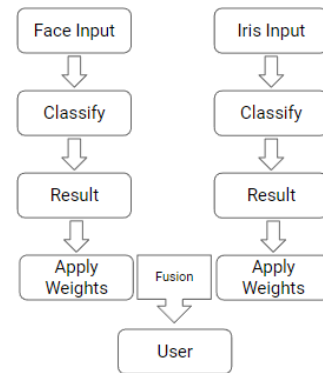 Face Input
Iris Input
Classify
Classify
Result
Result
Apply
Weights
Fusion
Apply
Weights
User